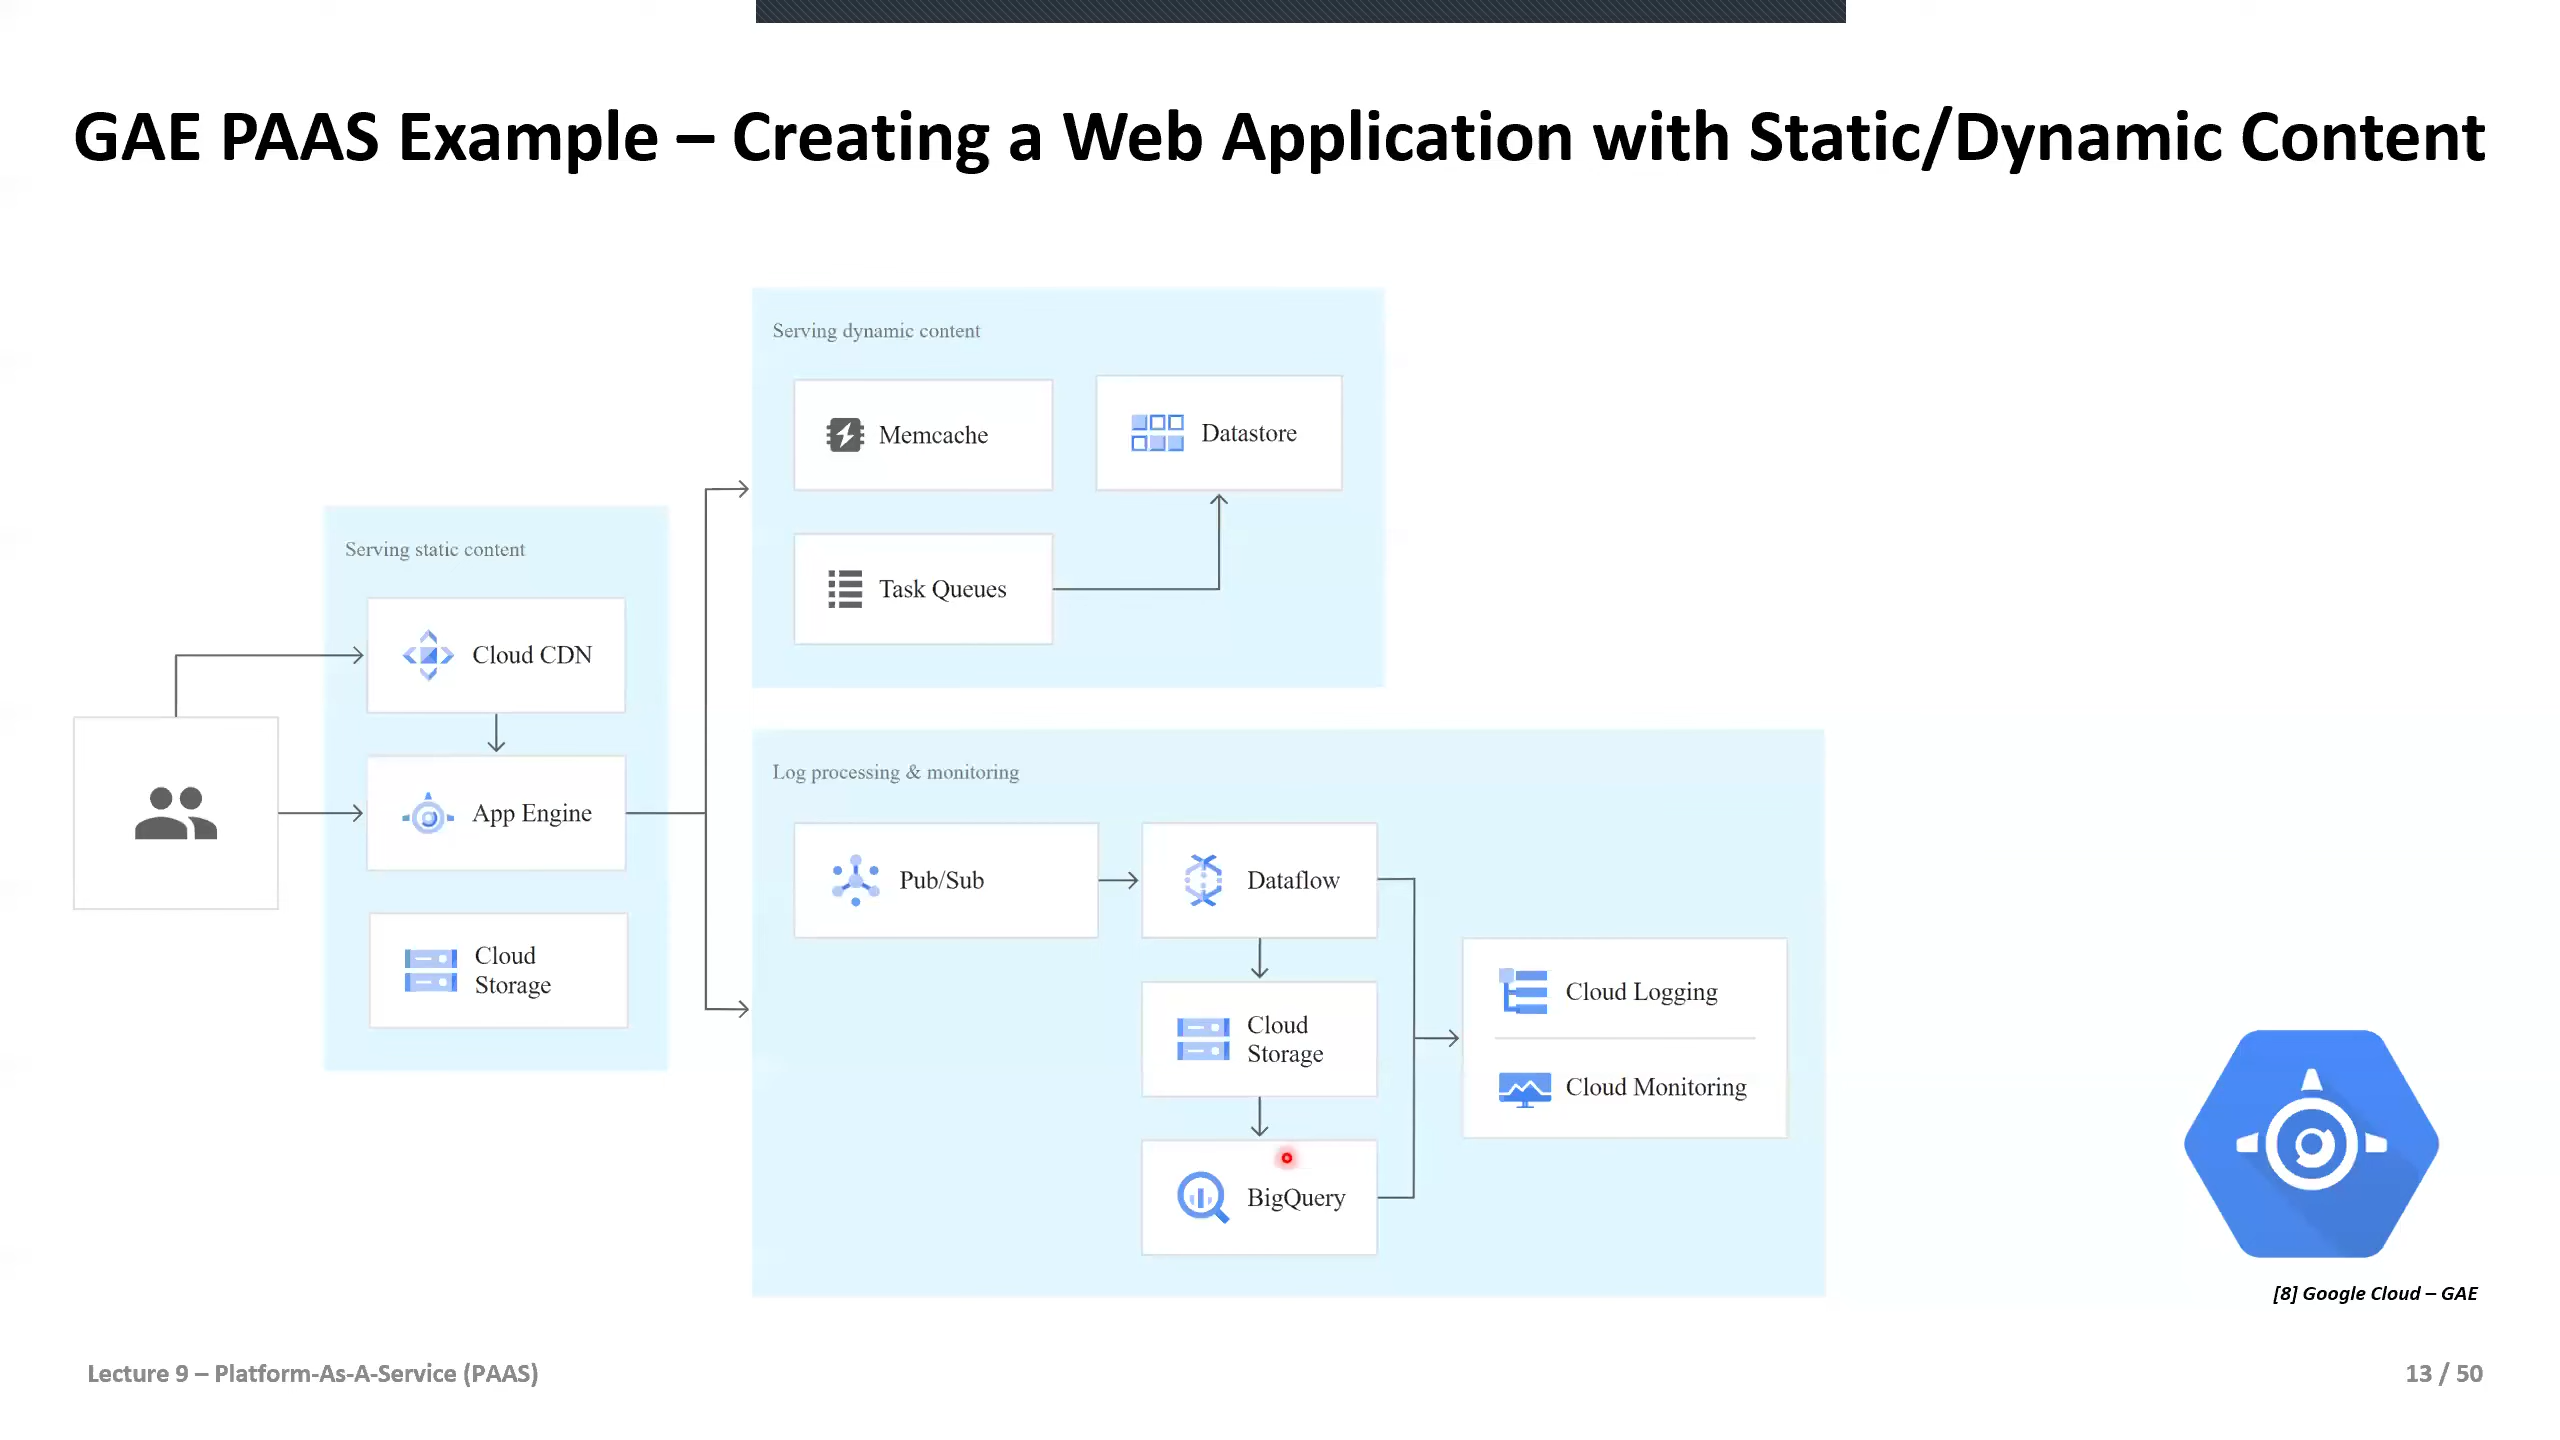 GAE PAAS Example – Creating a Web Application with Static/Dynamic Content
Serving dynamic content
Memcache
Datastore
Task Queues
Serving static content
Cloud CDN
App Engine
Cloud
Storage
Log processing & monitoring
Pub/Sub
Dataflow
Cloud
Storage
BigQuery
Cloud Logging
Cloud Monitoring
[8] Google Cloud – GAE
Lecture 9 – Platform-As-A-Service (PAAS)
13 / 50